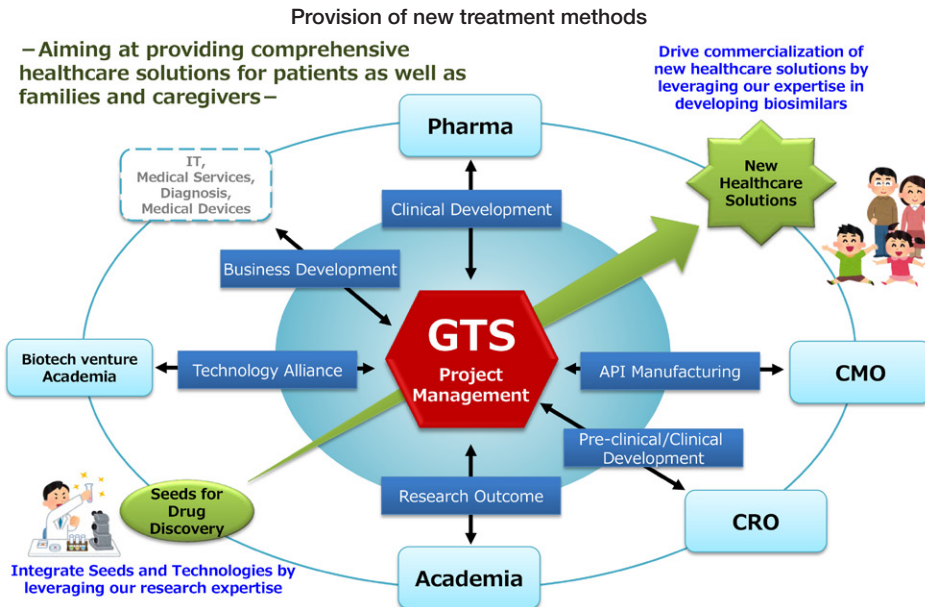 Provision of new treatment methods
−Aiming at providing comprehensive
healthcare solutions for patients as well as
families and caregivers−
Drive commercialization of
new healthcare solutions by
leveraging our expertise in
developing biosimilars
Pharma
IT,
Medical Services,
Diagnosis,
Medical Devices
New
Healthcare
Solutions
Clinical Development
Business Development
GTS
Project
Management
Biotech venture
Academia
Technology Alliance
API Manufacturing
CMO
Pre-clinical/Clinical
Development
Seeds for
Drug
Discovery
Research Outcome
CRO
Academia
Integrate Seeds and Technologies by
leveraging our research expertise